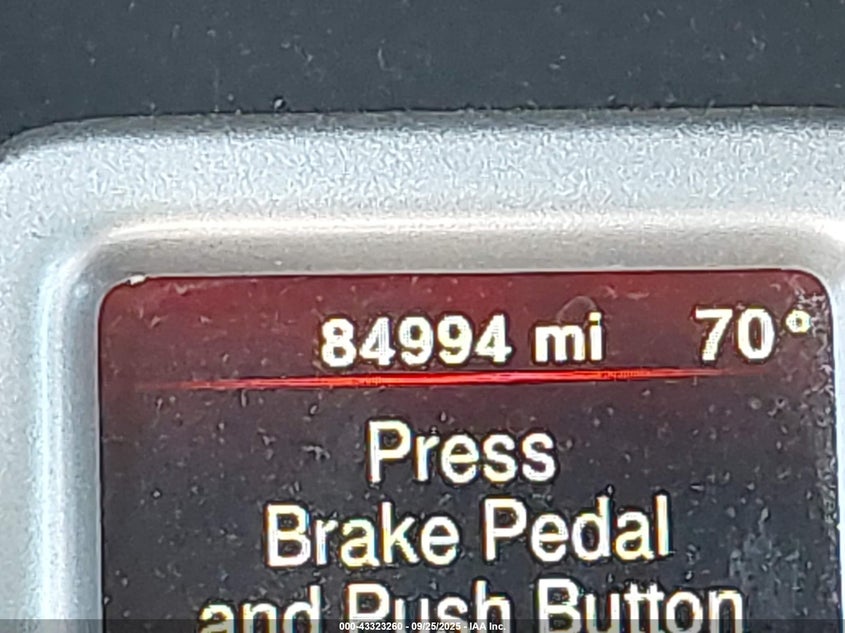 84994 mi 70°
Press
Brake Pedal
and Push Button
000-43323260 - 09/25/2025 - IAA Inc.